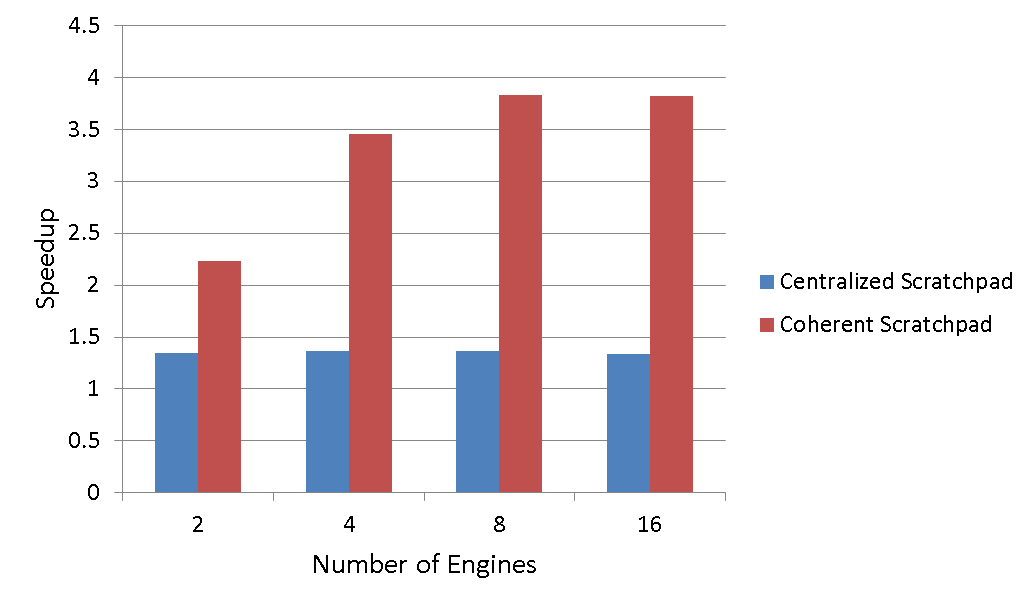 4.5
4
3.5
3
2.5
2
1.5
1
0.5
0
Speedup
2 4 8 16
Number of Engines
Centralized Scratchpad
Coherent Scratchpad